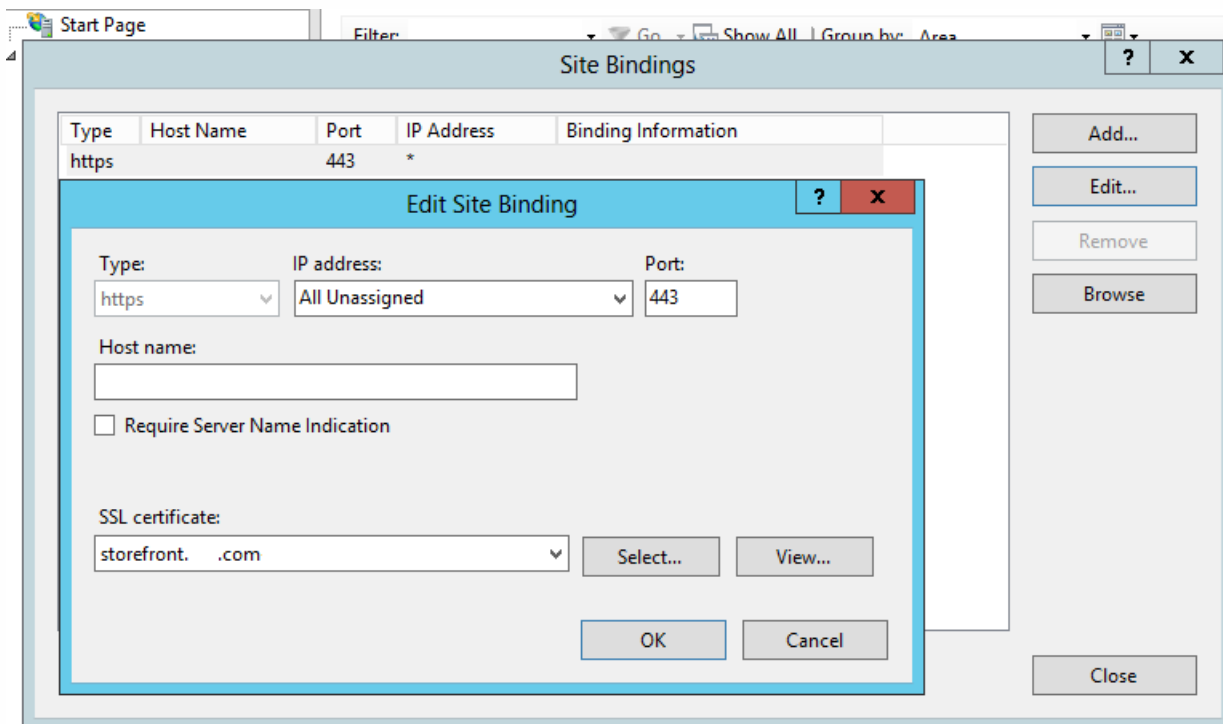 Start Page
Filter: Go Show All Group by: Area
Site Bindings ? x
Type Host Name Port IP Address Binding Information
https 443 *
Add...
Edit...
Remove
Browse
Edit Site Binding ? x
Type: IP address: Port:
https All Unassigned 443
Host name:
Require Server Name Indication
SSL certificate:
storefront. .com Select... View...
OK Cancel
Close